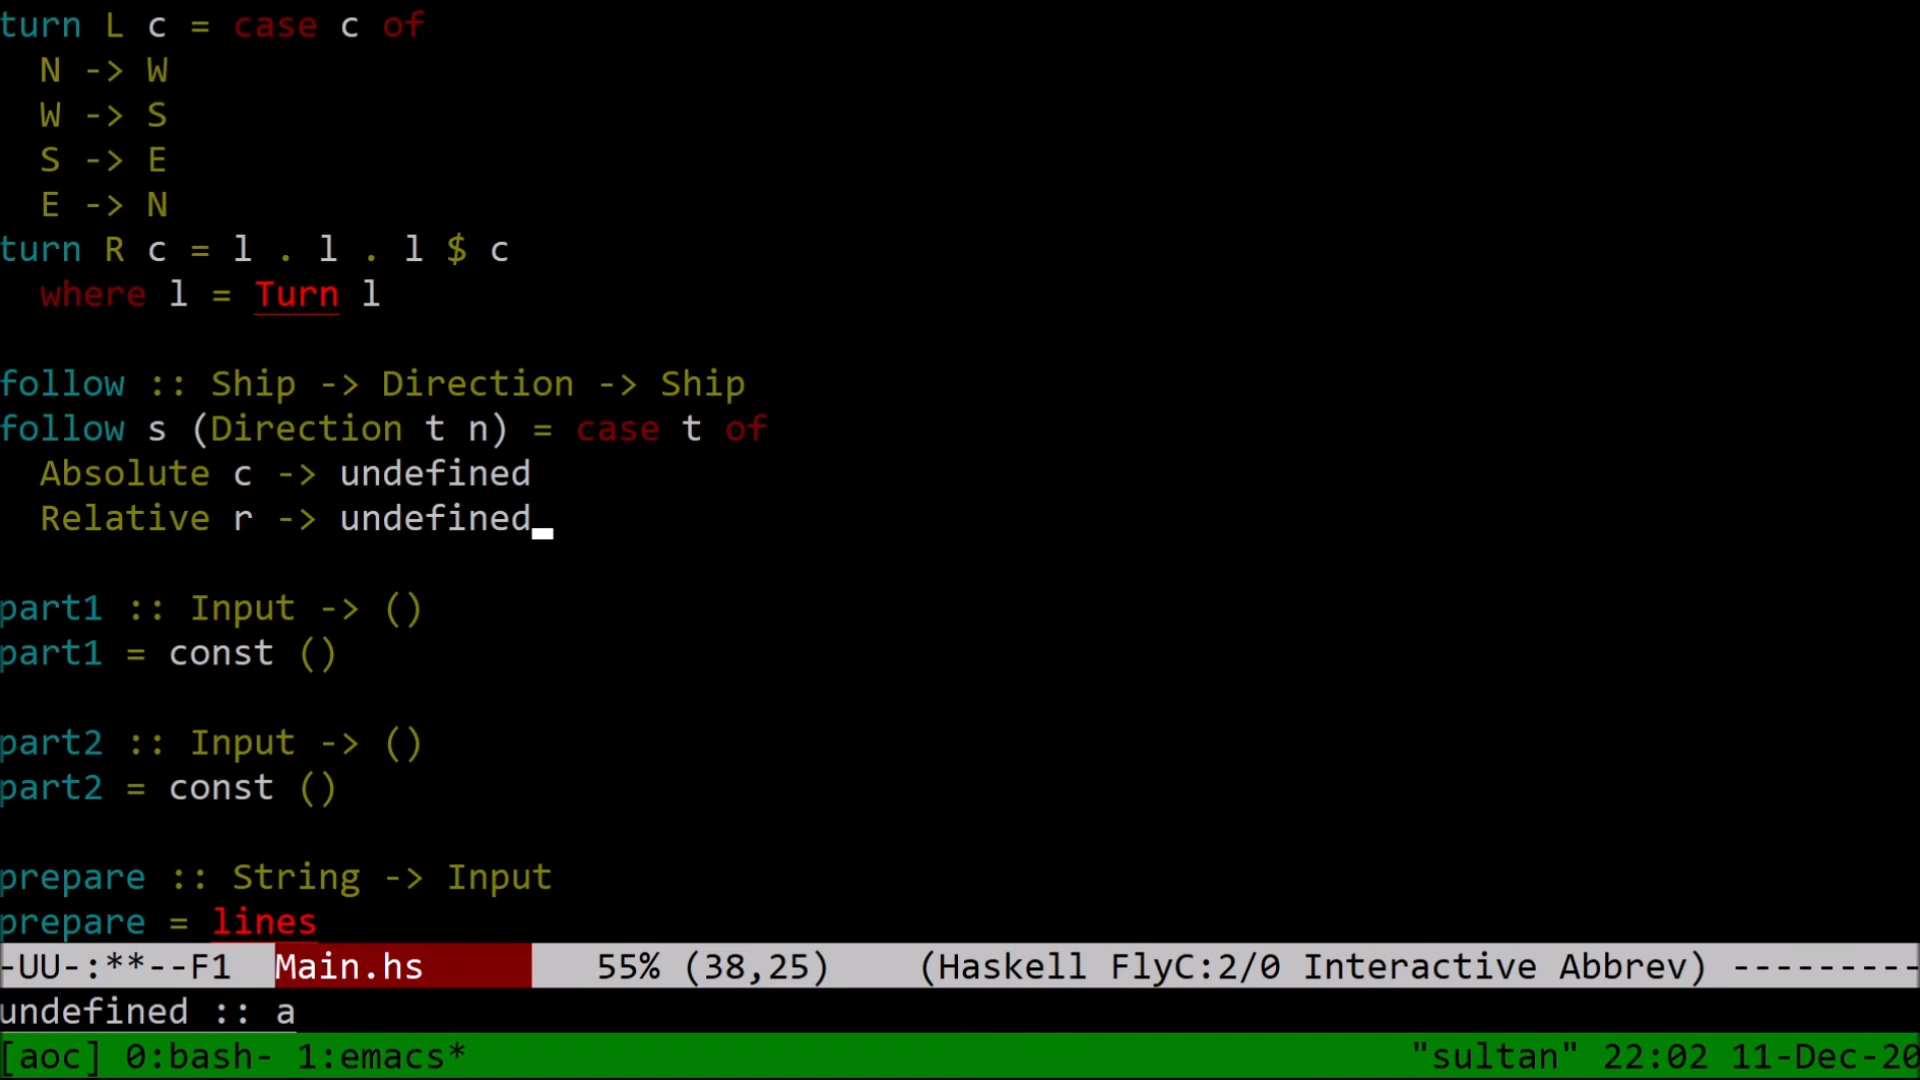 turn L c = case c of
  N -> W
  W -> S
  S -> E
  E -> N
turn R c = l . l . l $ c
  where l = Turn l

follow :: Ship -> Direction -> Ship
follow s (Direction t n) = case t of
  Absolute c -> undefined
  Relative r -> undefined

part1 :: Input -> ()
part1 = const ()

part2 :: Input -> ()
part2 = const ()

prepare :: String -> Input
prepare = lines
-UU-:**--F1  Main.hs        55% (38,25)    (Haskell FlyC:2/0 Interactive Abbrev) ---------
undefined :: a
[aoc] 0:bash- 1:emacs* "sultan" 22:02 11-Dec-20